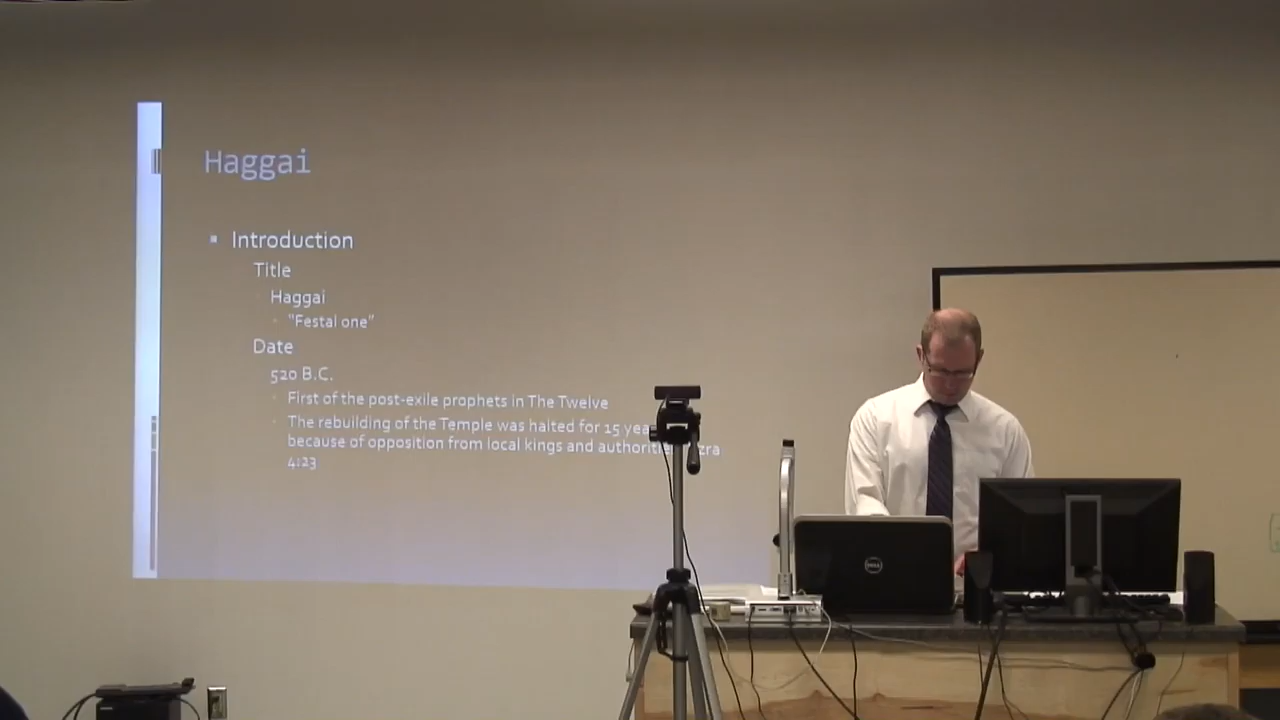 Haggai
▪ Introduction
Title
Haggai
"Festal one"
Date
520 B.C.
First of the post-exile prophets in The Twelve
The rebuilding of the Temple was halted for 15
because of opposition from local kings and
4:23
DELL